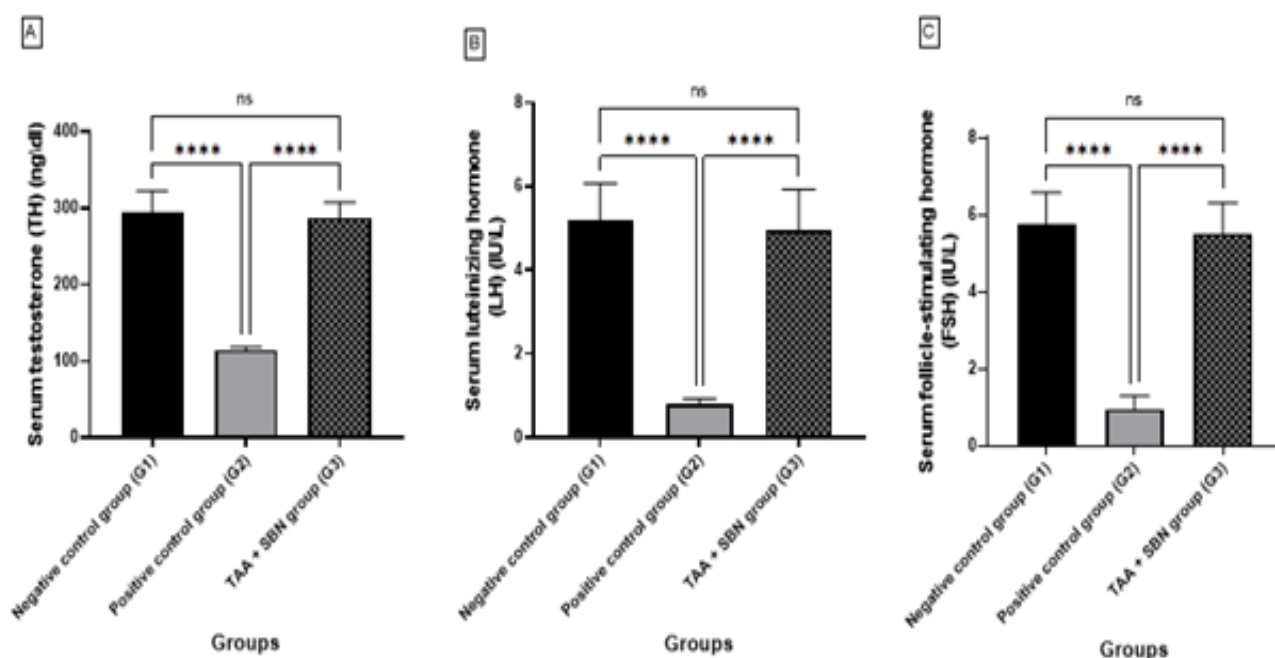 A
ns
**** ****
Serum testosterone (TH) (ng\dl)
400
300
200
100
0
Negative control group (G1)
Positive control group (G2)
TAA + SBN group (G3)
Groups
B
ns
**** ****
Serum luteinizing hormone
(LH) (IU\L)
8
6
4
2
0
Negative control group (G1)
Positive control group (G2)
TAA + SBN group (G3)
Groups
C
ns
**** ****
Serum follicle-stimulating hormone
(FSH) (IU\L)
8
6
4
2
0
Negative control group (G1)
Positive control group (G2)
TAA + SBN group (G3)
Groups